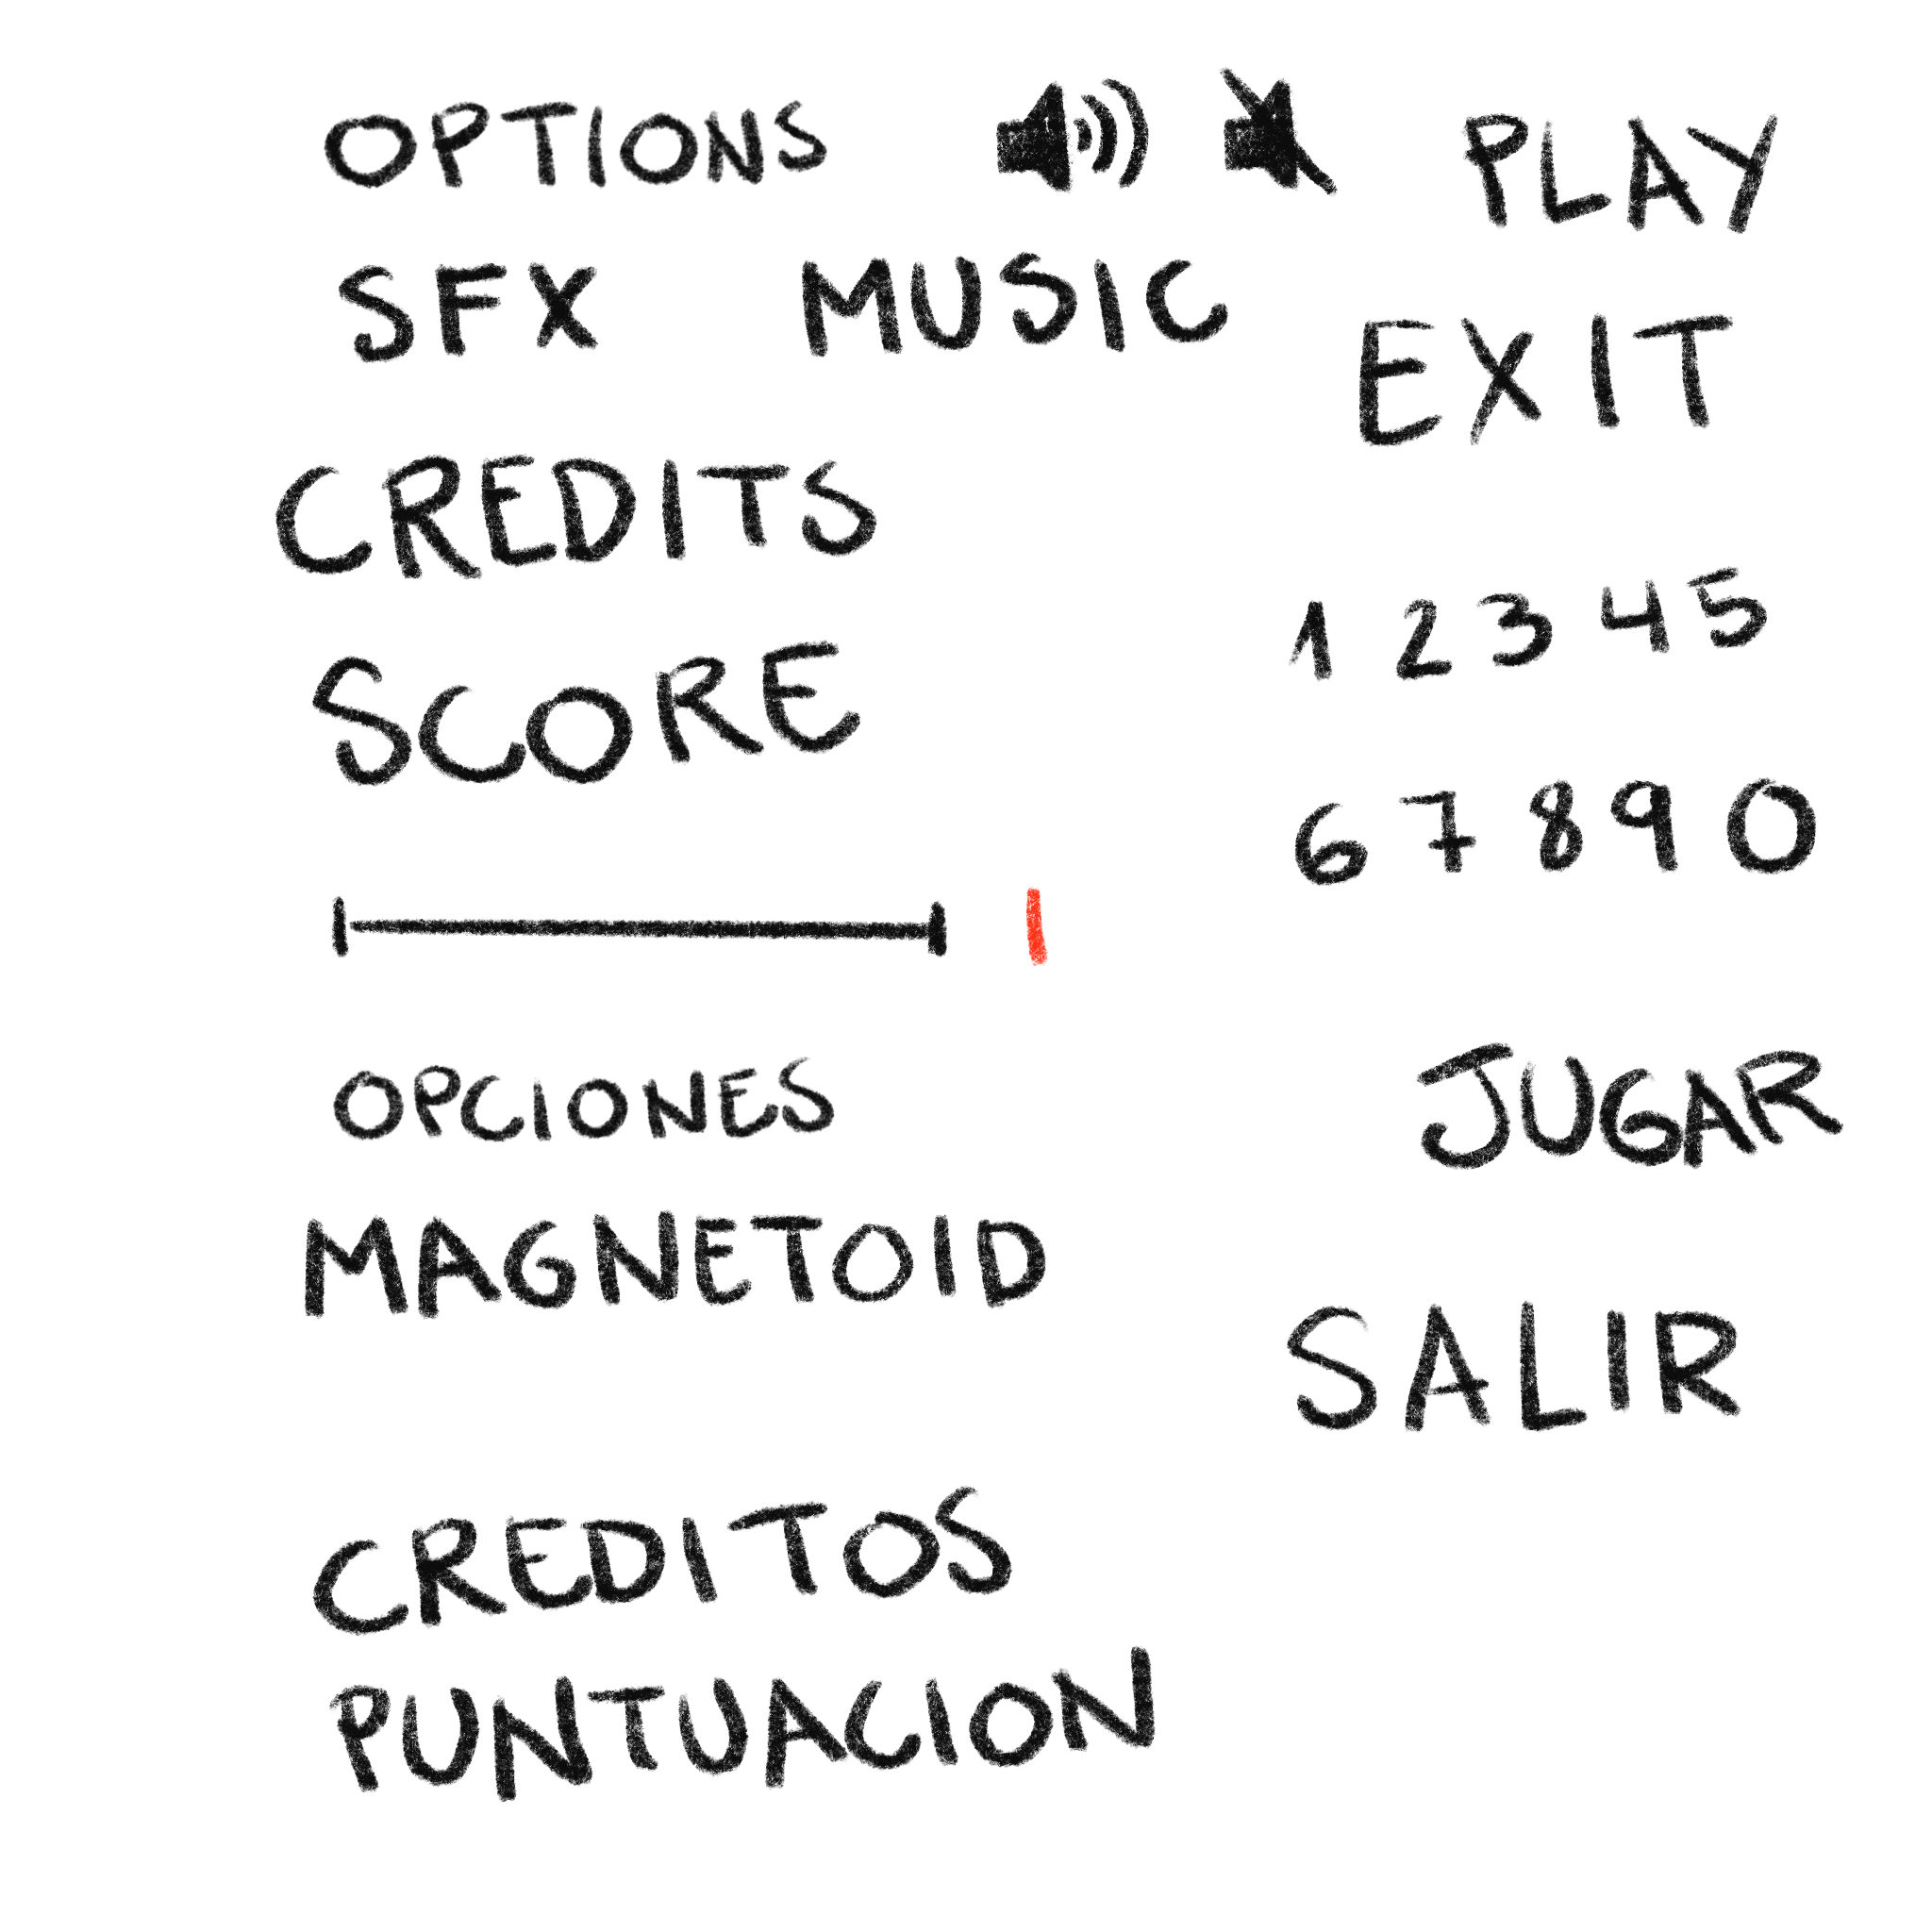 OPTIONS
PLAY
SFX MUSIC
EXIT
CREDITS
1 2 3 4 5
SCORE
6 7 8 9 0
OPCIONES
JUGAR
MAGNETOID
SALIR
CREDITOS
PUNTUACION